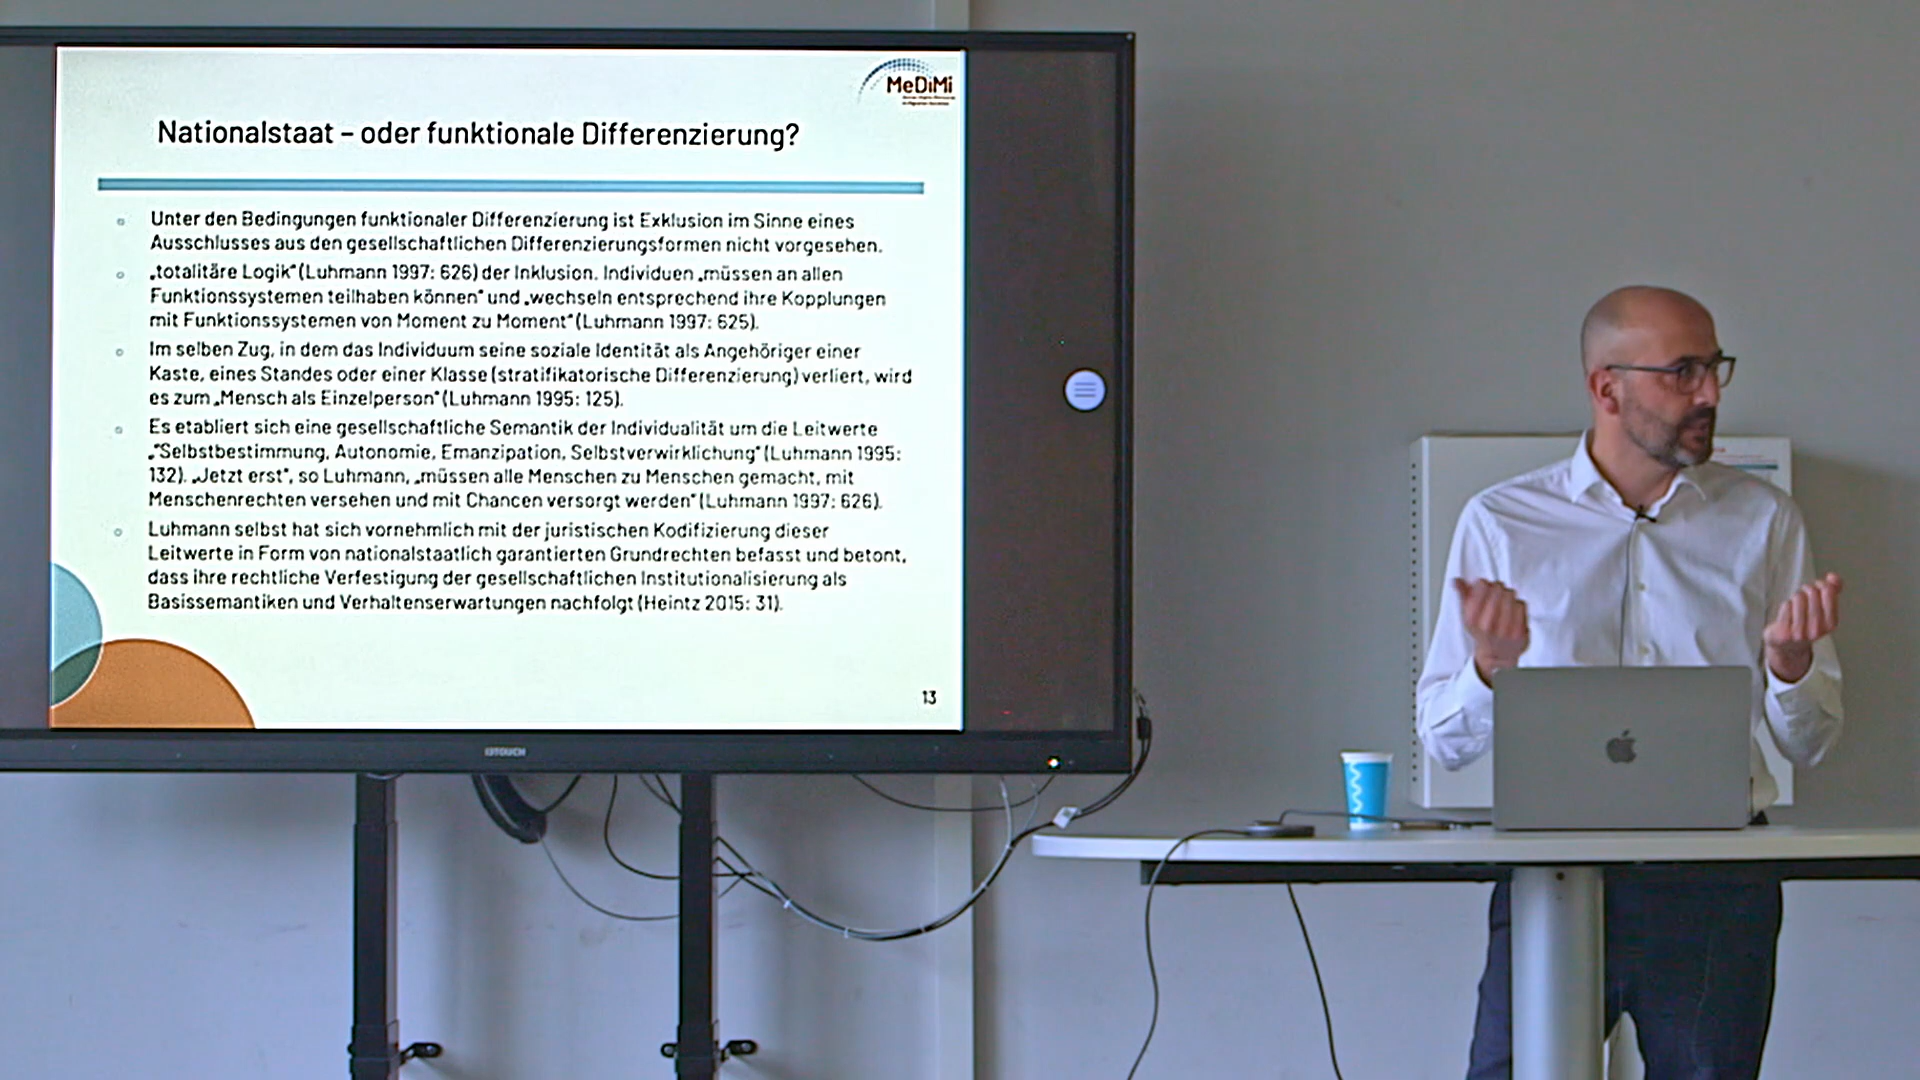 MeDiMi
Nationalstaat – oder funktionale Differenzierung?
Unter den Bedingungen funktionaler Differenzierung ist Exklusion im Sinne eines
Ausschlusses aus den gesellschaftlichen Differenzierungsformen nicht vorgesehen.
„totalitäre Logik“ (Luhmann 1997: 626) der Inklusion. Individuen „müssen an allen
Funktionssystemen teilhaben können“ und „wechseln entsprechend ihre Kopplungen
mit Funktionssystemen von Moment zu Moment“ (Luhmann 1997: 625).
Im selben Zug, in dem das Individuum seine soziale Identität als Angehöriger einer
Kaste, eines Standes oder einer Klasse (stratifikatorische Differenzierung) verliert, wird
es zum „Mensch als Einzelperson“ (Luhmann 1995: 125).
Es etabliert sich eine gesellschaftliche Semantik der Individualität um die Leitwerte
„“Selbstbestimmung, Autonomie, Emanzipation, Selbstverwirklichung“ (Luhmann 1995:
132). „Jetzt erst“, so Luhmann, „müssen alle Menschen zu Menschen gemacht, mit
Menschenrechten versehen und mit Chancen versorgt werden“ (Luhmann 1997: 626).
Luhmann selbst hat sich vornehmlich mit der juristischen Kodifizierung dieser
Leitwerte in Form von nationalstaatlich garantierten Grundrechten befasst und betont,
dass ihre rechtliche Verfestigung der gesellschaftlichen Institutionalisierung als
Basissemantiken und Verhaltenserwartungen nachfolgt (Heintz 2015: 31).
13